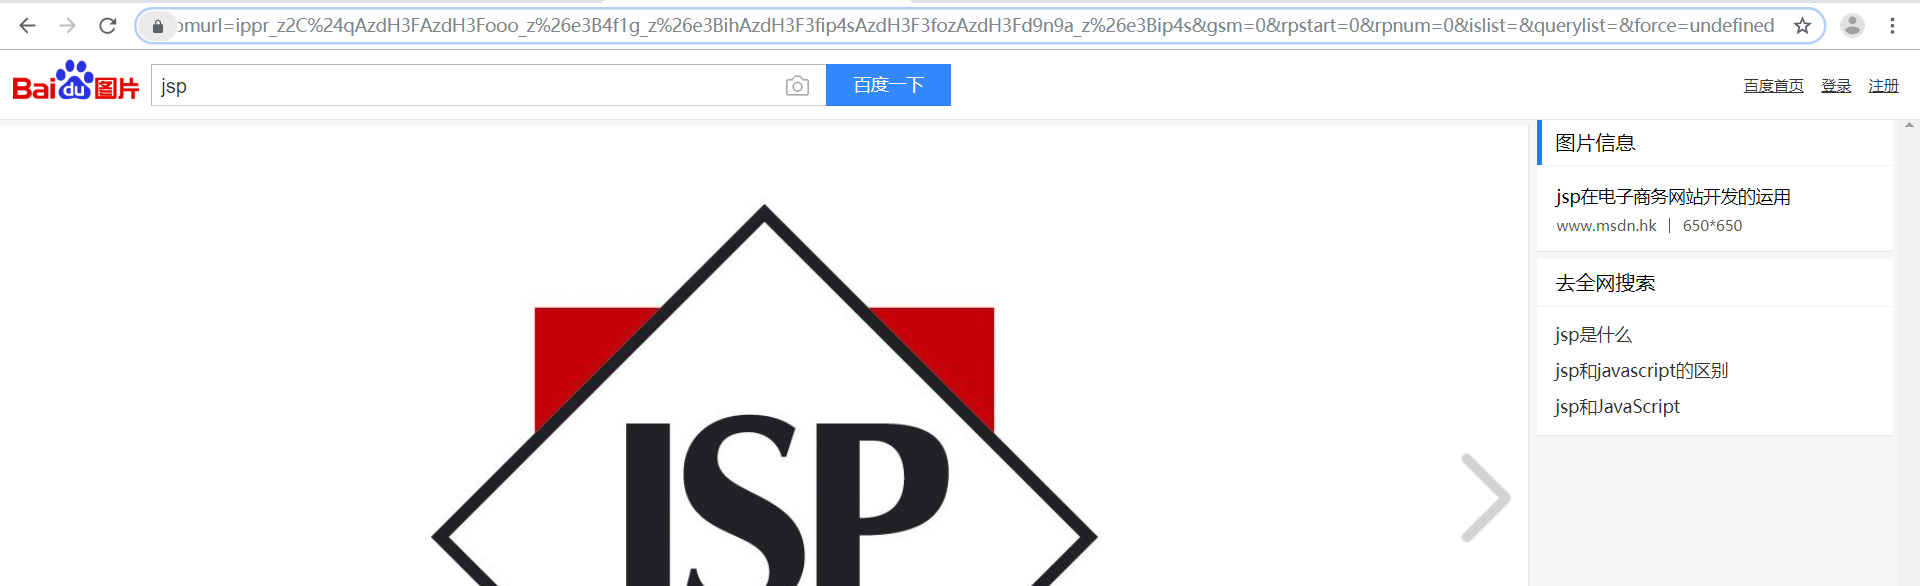 omurl=ippr_z2C%24qAzdH3FAzdH3Fooo_z%26e3B4f1g_z%26e3BihAzdH3F3fip4sAzdH3F3fozAzdH3Fd9n9a_z%26e3Bip4s&gsm=0&rpstart=0&rpnum=0&islist=&querylist=&force=undefined
Bai du 图片
jsp
百度一下
百度首页 登录 注册
图片信息
jsp在电子商务网站开发的运用
www.msdn.hk | 650*650
去全网搜索
jsp是什么
jsp和javascript的区别
jsp和JavaScript